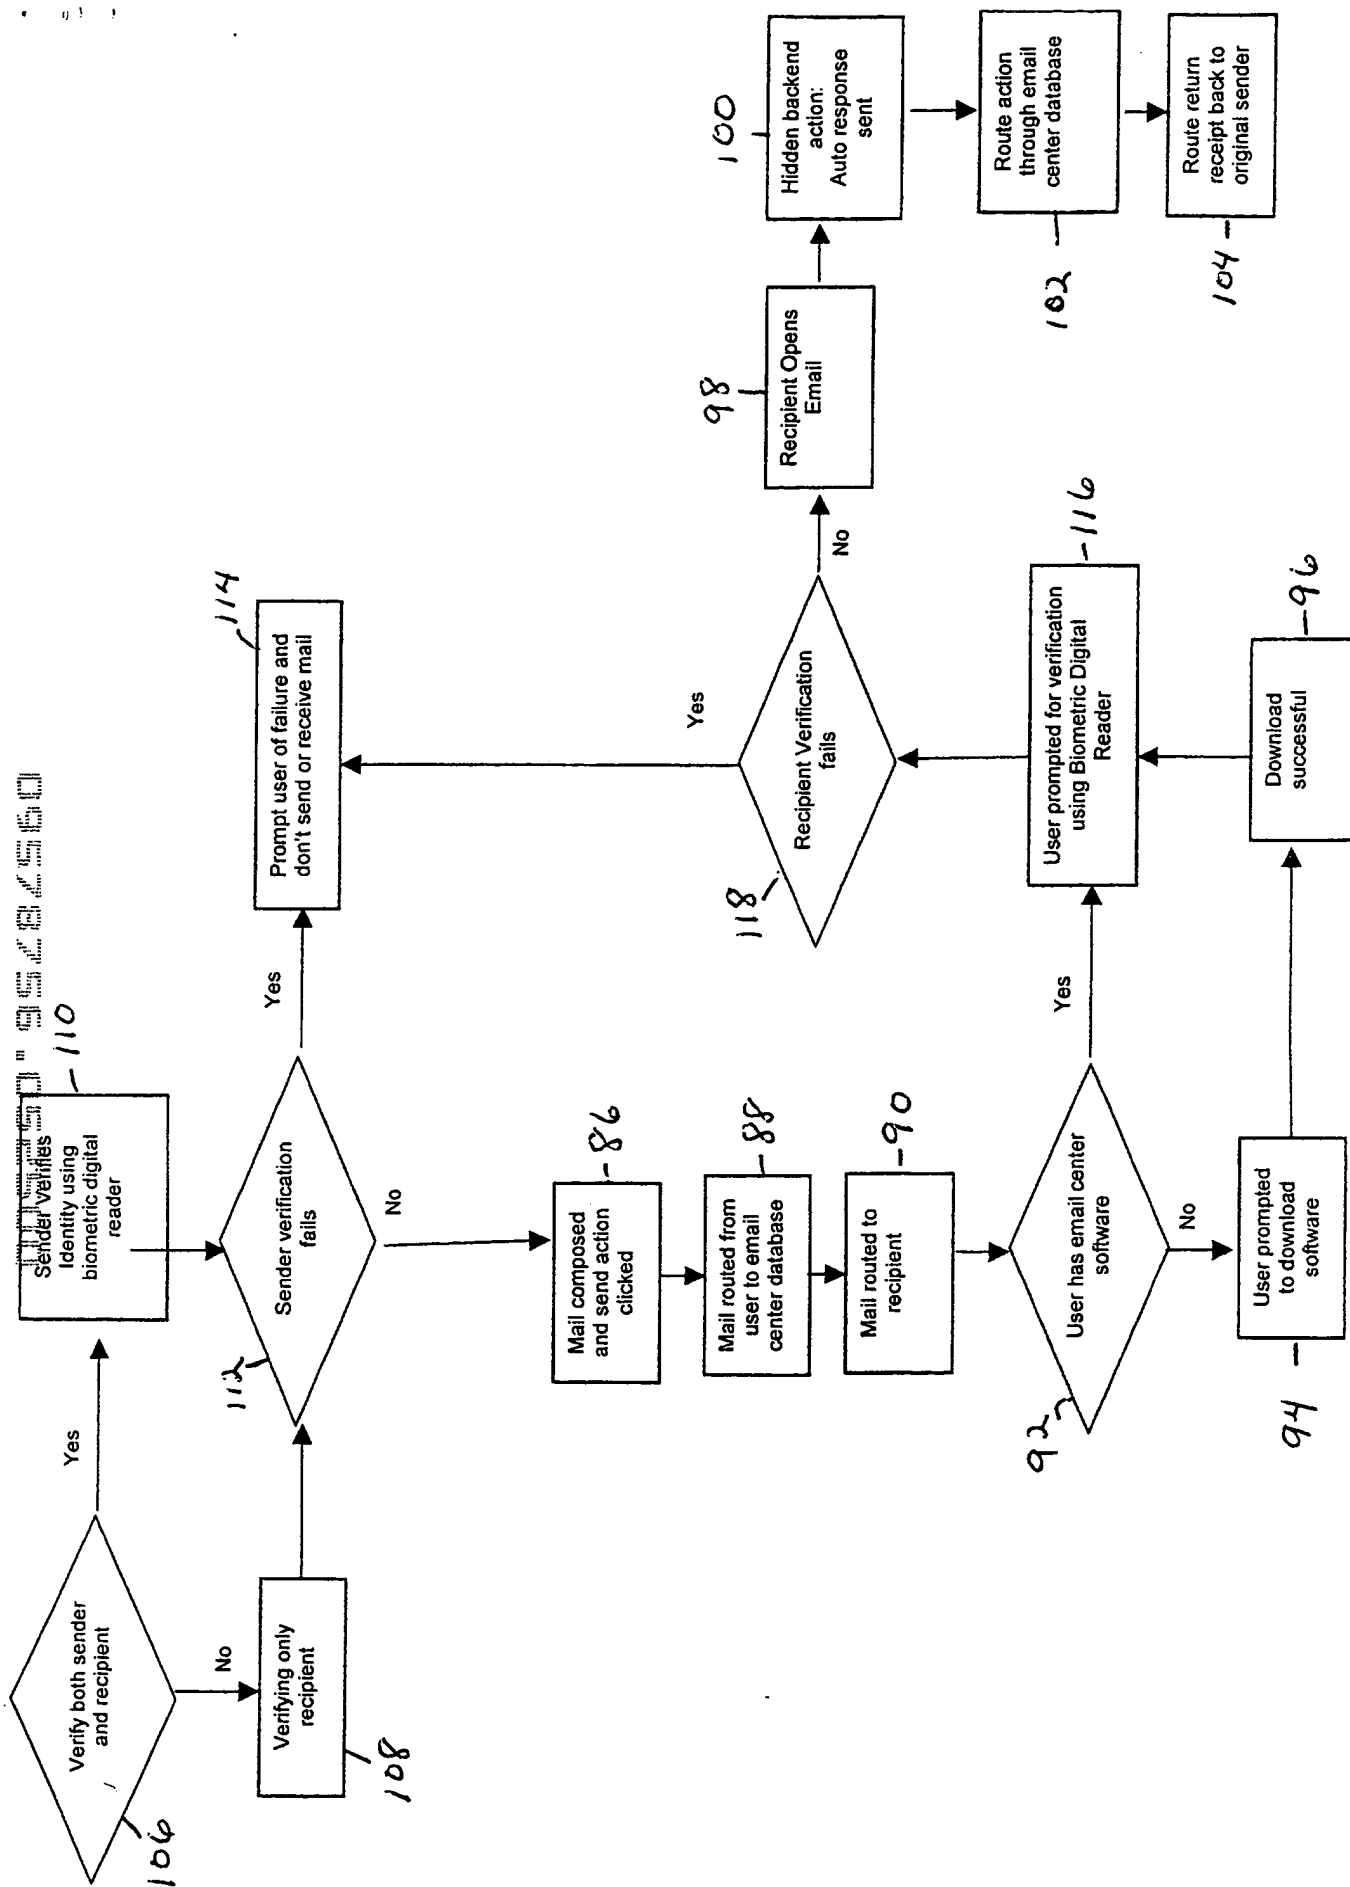 Verify both sender
and recipient
106
Yes
No
Verifying only
recipient
108
Sender verifies
Identity using
biometric digital
reader
110
Sender verification
fails
112
Yes
No
Prompt user of failure and
don't send or receive mail
114
Mail composed
and send action
clicked
86
Mail routed from
user to email
center database
88
Mail routed to
recipient
90
User has email center
software
92
Yes
No
User prompted
to download
software
94
Download
successful
96
User prompted for verification
using Biometric Digital
Reader
116
Recipient Verification
fails
118
Yes
No
Recipient Opens
Email
98
Hidden backend
action:
Auto response
sent
100
Route action
through email
center database
102
Route return
receipt back to
original sender
104